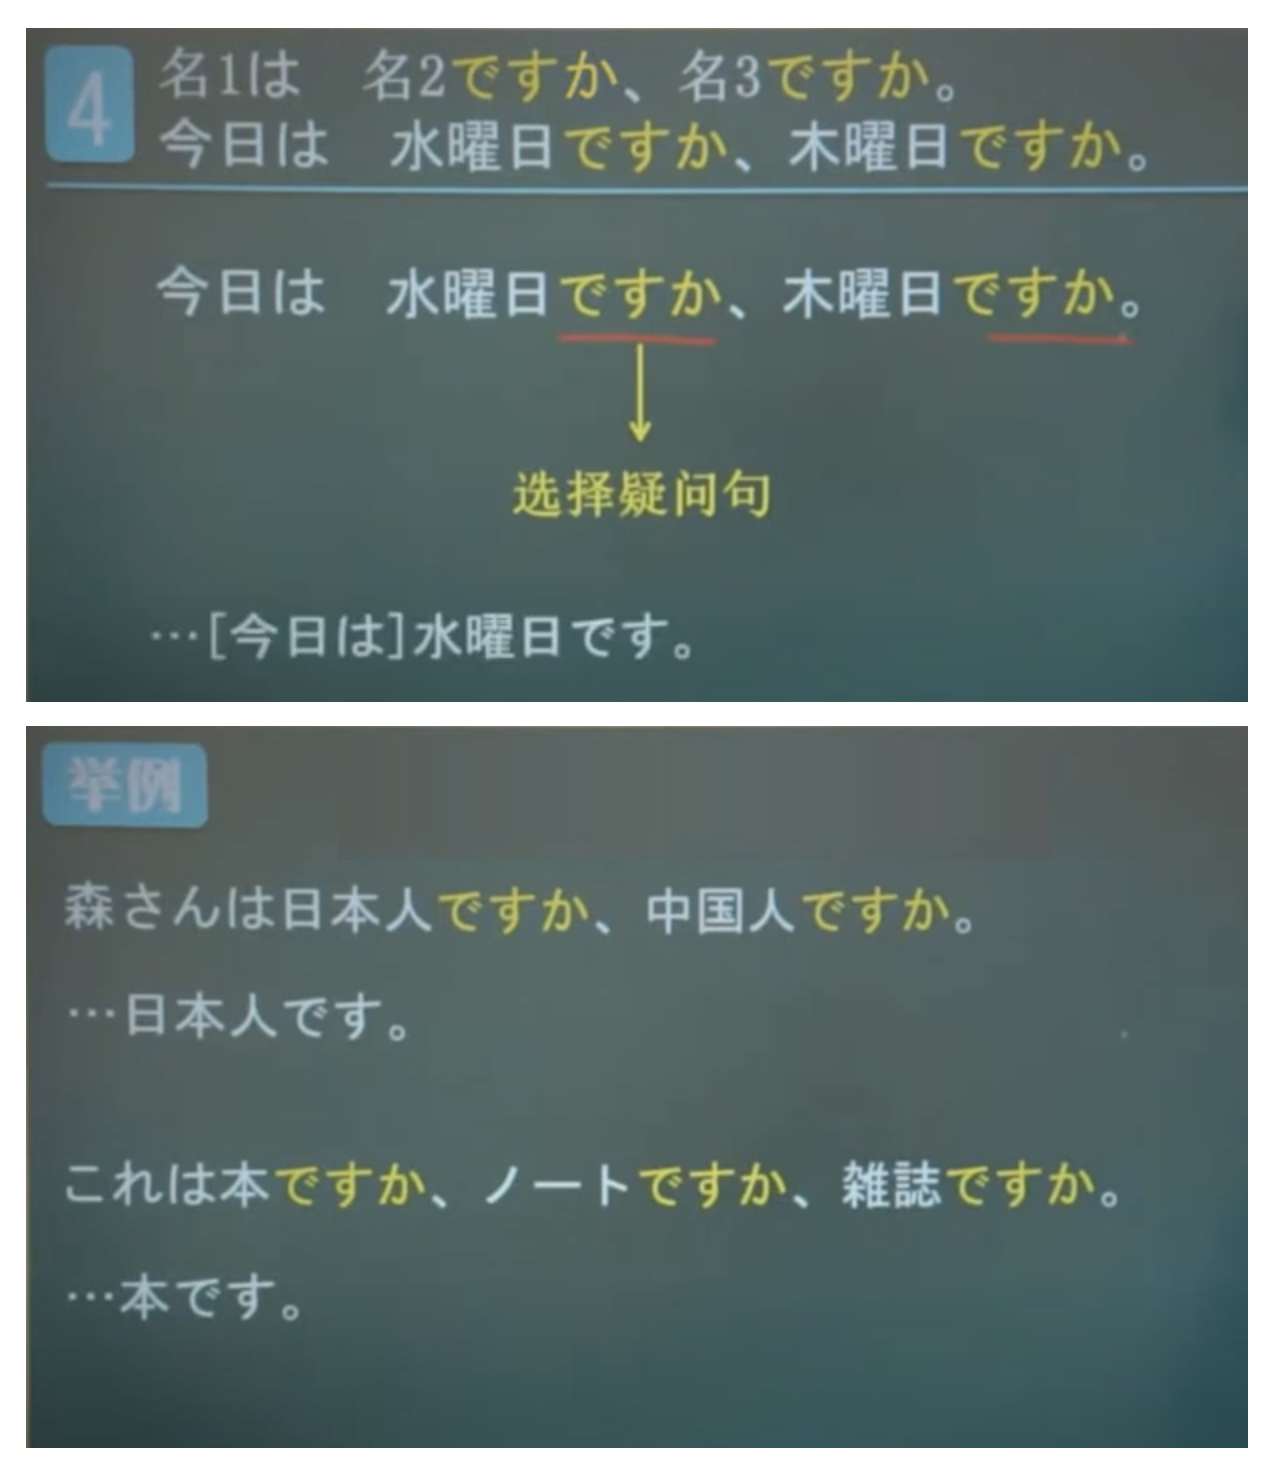 4
名1は 名2ですか、名3ですか。
今日は 水曜日ですか、木曜日ですか。
今日は 水曜日ですか、木曜日ですか。
选择疑问句
…[今日は]水曜日です。
举例
森さんは日本人ですか、中国人ですか。
…日本人です。
これは本ですか、ノートですか、雑誌ですか。
…本です。